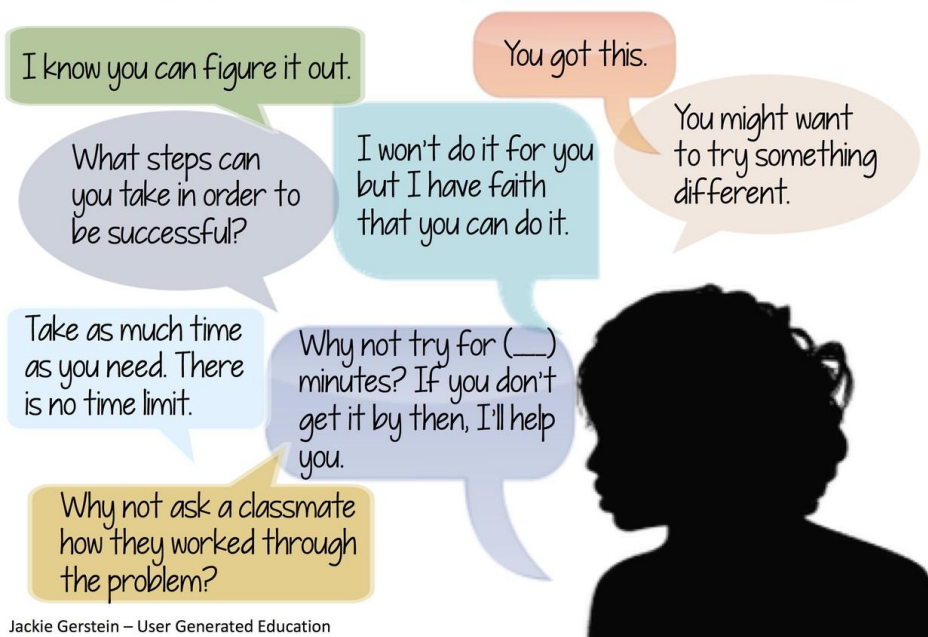 I know you can figure it out.
You got this.
What steps can
you take in order to
be successful?
I won't do it for you
but I have faith
that you can do it.
You might want
to try something
different.
Take as much time
as you need. There
is no time limit.
Why not try for (___)
minutes? If you don't
get it by then, I'll help
you.
Why not ask a classmate
how they worked through
the problem?
Jackie Gerstein – User Generated Education